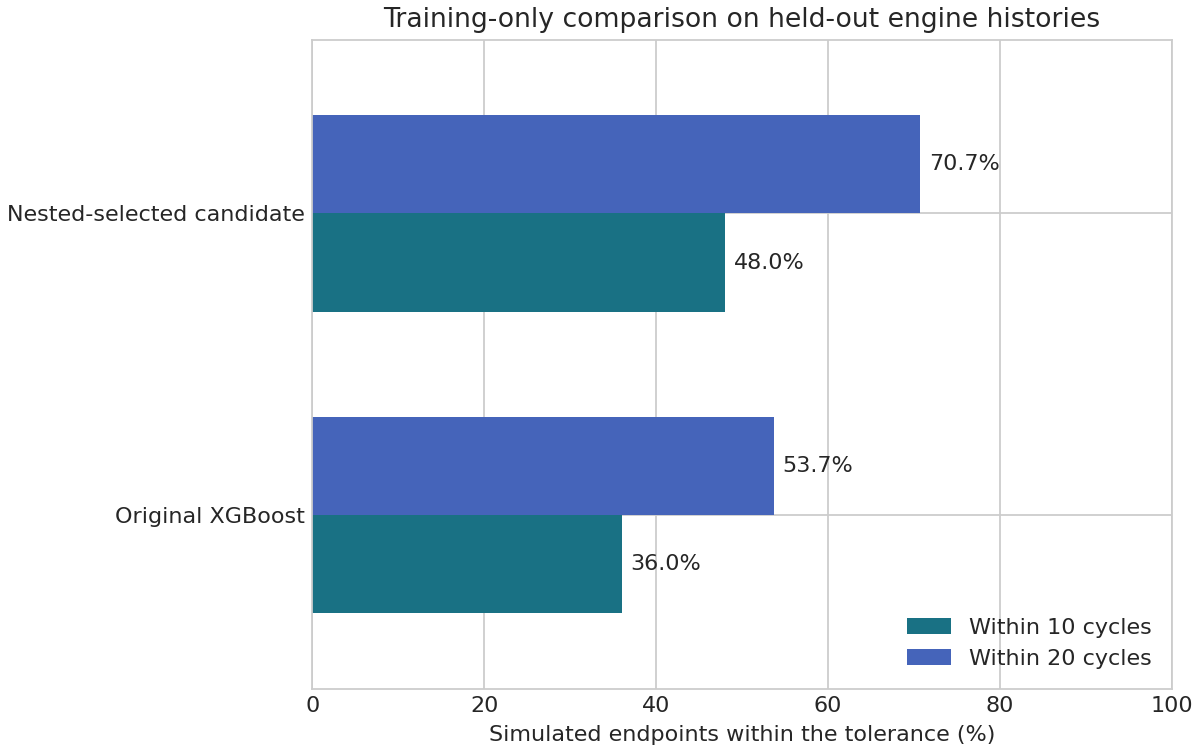 Training-only comparison on held-out engine histories
70.7%
Nested-selected candidate
48.0%
53.7%
Original XGBoost
36.0%
Within 10 cycles
Within 20 cycles
0 20 40 60 80 100
Simulated endpoints within the tolerance (%)